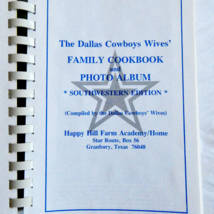 The Dallas Cowboys Wives'
FAMILY COOKBOOK
and
PHOTO ALBUM
* SOUTHWESTERN EDITION *
(Compiled by the Dallas Cowboys' Wives)
Happy Hill Farm Academy/Home
Star Route, Box 56
Granbury, Texas 76048